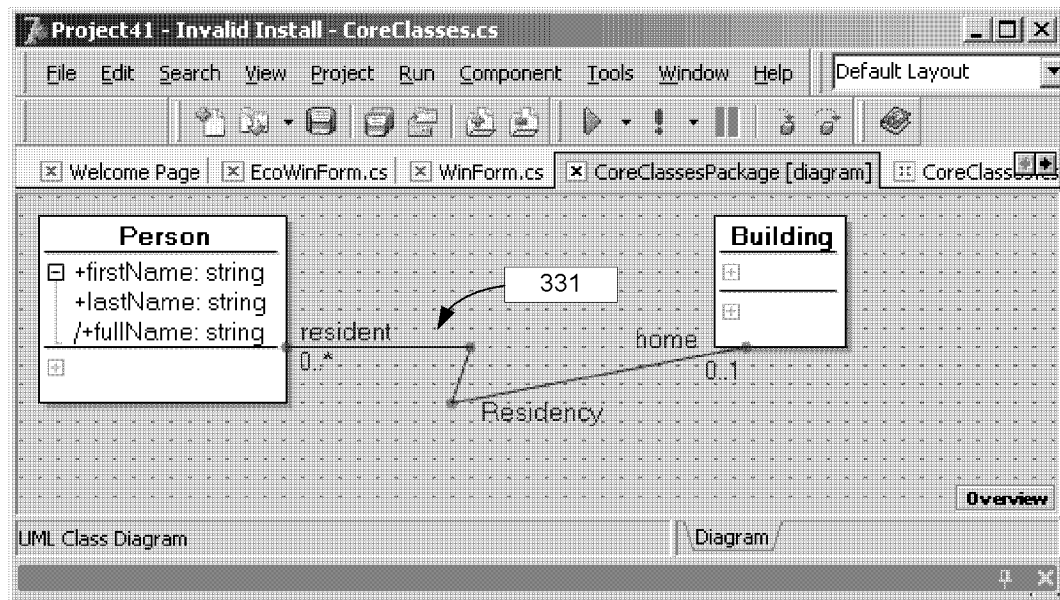 Project41 - Invalid Install - CoreClasses.cs
File Edit Search View Project Run Component Tools Window Help Default Layout
Welcome Page EcoWinForm.cs WinForm.cs CoreClassesPackage [diagram]
Person
+firstName: string
+lastName: string
/+fullName: string
resident
0..*
331
Building
home
0..1
Residency
Overview
UML Class Diagram Diagram